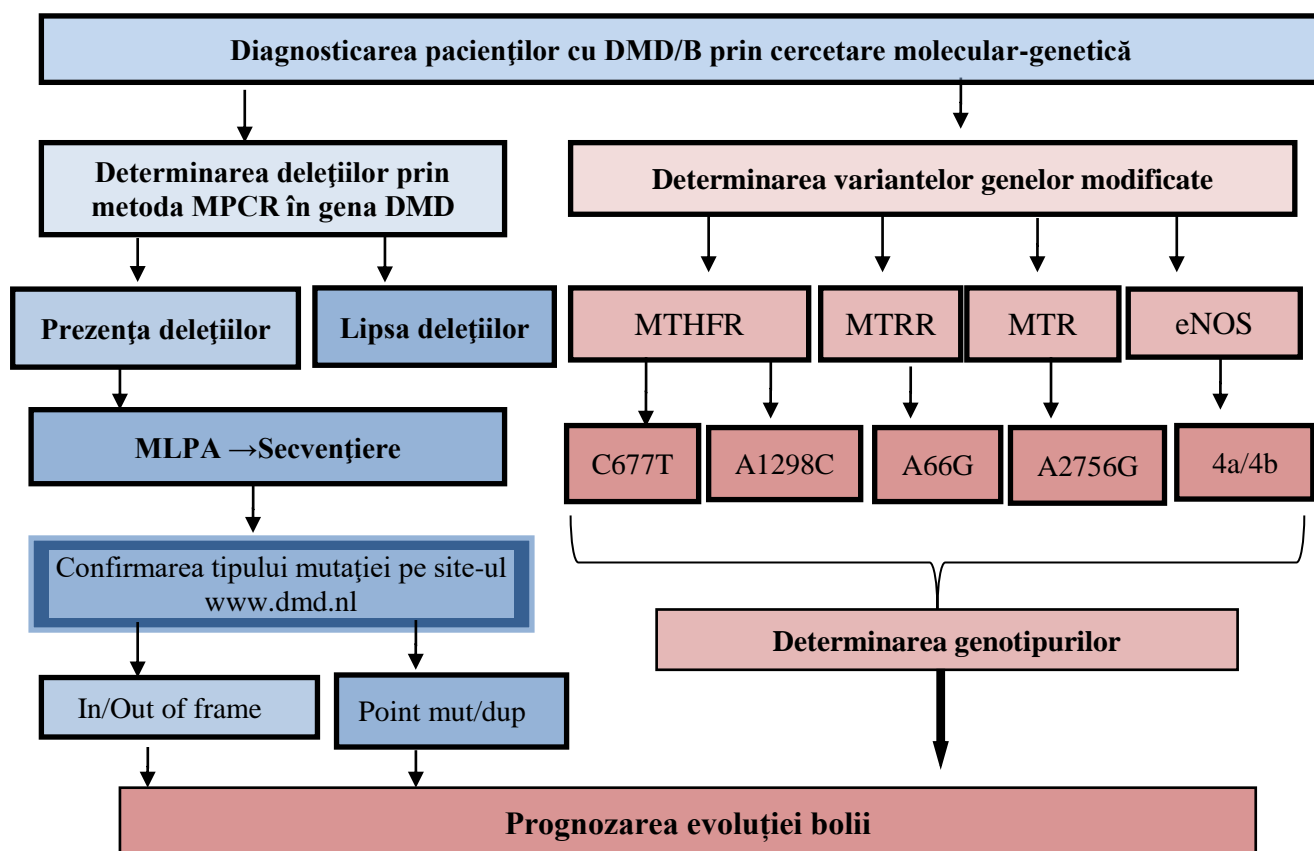 Diagnosticarea pacienţilor cu DMD/B prin cercetare molecular-genetică
Determinarea deleţiilor prin
metoda MPCR în gena DMD
Determinarea variantelor genelor modificate
Prezenţa deleţiilor
Lipsa deleţiilor
MTHFR
MTRR
MTR
eNOS
MLPA →Secvenţiere
C677T
A1298C
A66G
A2756G
4a/4b
Confirmarea tipului mutaţiei pe site-ul
www.dmd.nl
Determinarea genotipurilor
In/Out of frame
Point mut/dup
Prognozarea evoluției bolii